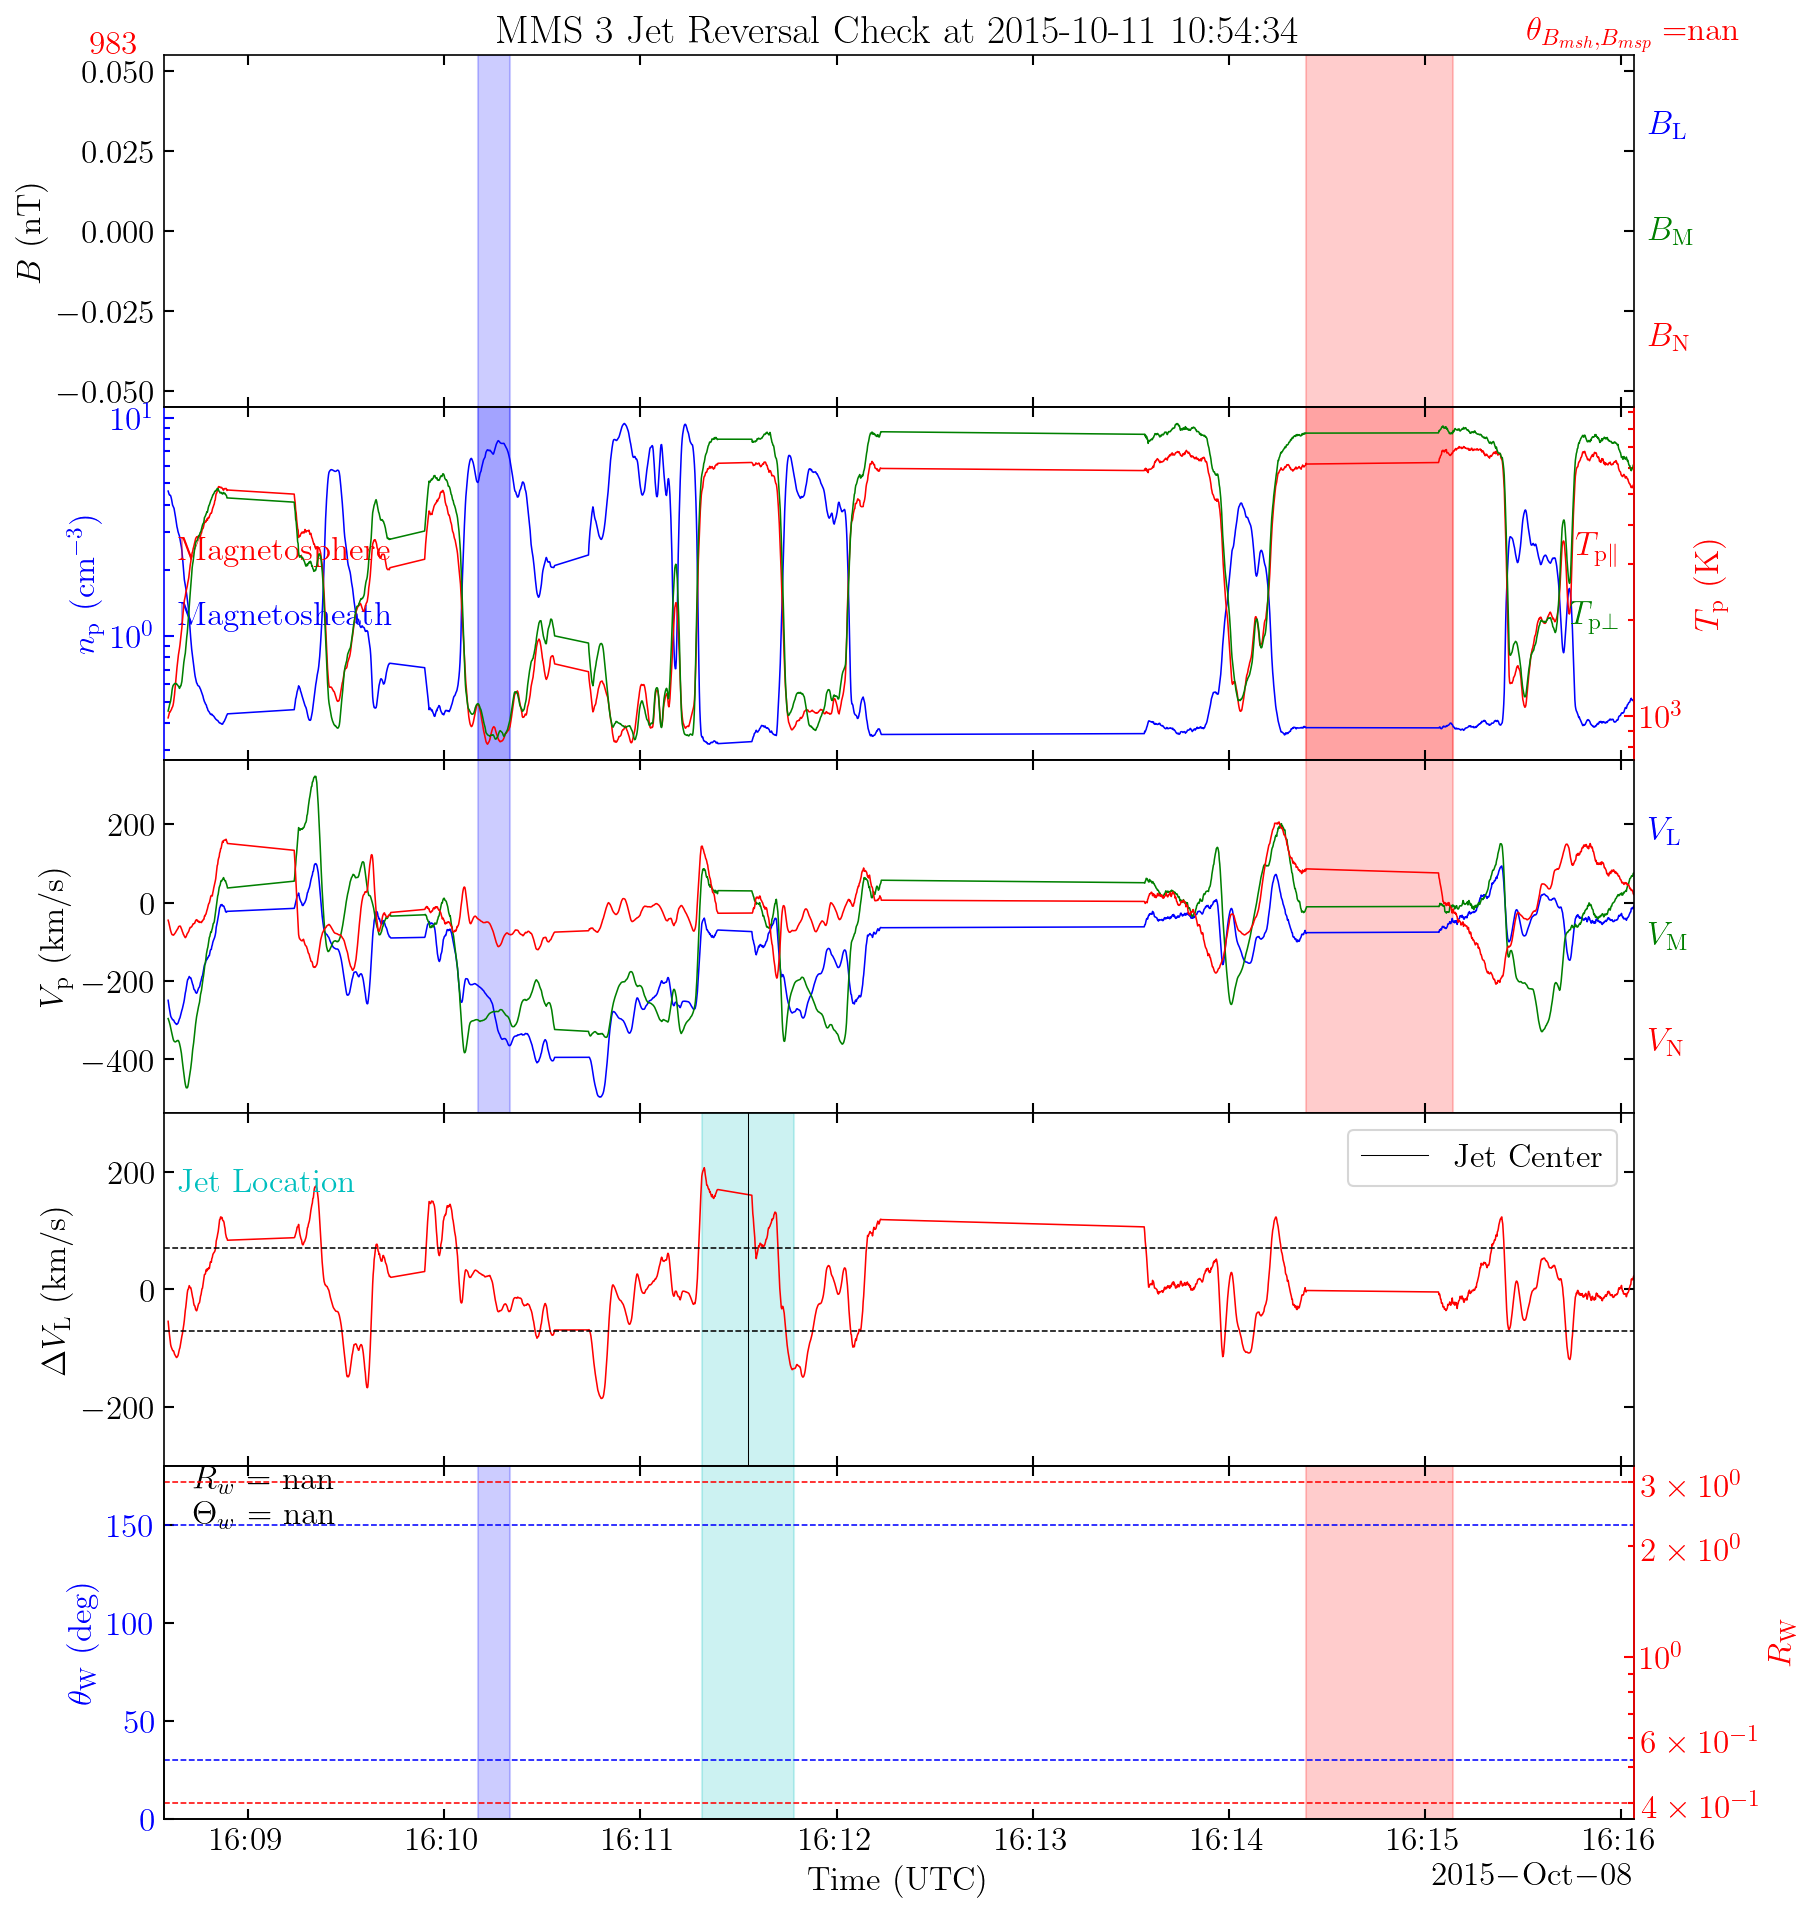 MMS 3 Jet Reversal Check at 2015-10-11 10:54:34
θ_{B_{msh},B_{msp}} =nan
983
0.050
0.025
0.000
−0.025
−0.050
B (nT)
B_L
B_M
B_N
10^1
10^0
n_p (cm^{−3})
Magnetosphere
Magnetosheath
T_{p∥}
T_{p⊥}
10^3
T_p (K)
200
0
−200
−400
V_p (km/s)
V_L
V_M
V_N
200
0
−200
ΔV_L (km/s)
Jet Location
Jet Center
R_w = nan
Θ_w = nan
150
100
50
0
θ_W (deg)
3 × 10^0
2 × 10^0
10^0
6 × 10^{−1}
4 × 10^{−1}
R_W
16:09 16:10 16:11 16:12 16:13 16:14 16:15 16:16
Time (UTC)
2015−Oct−08